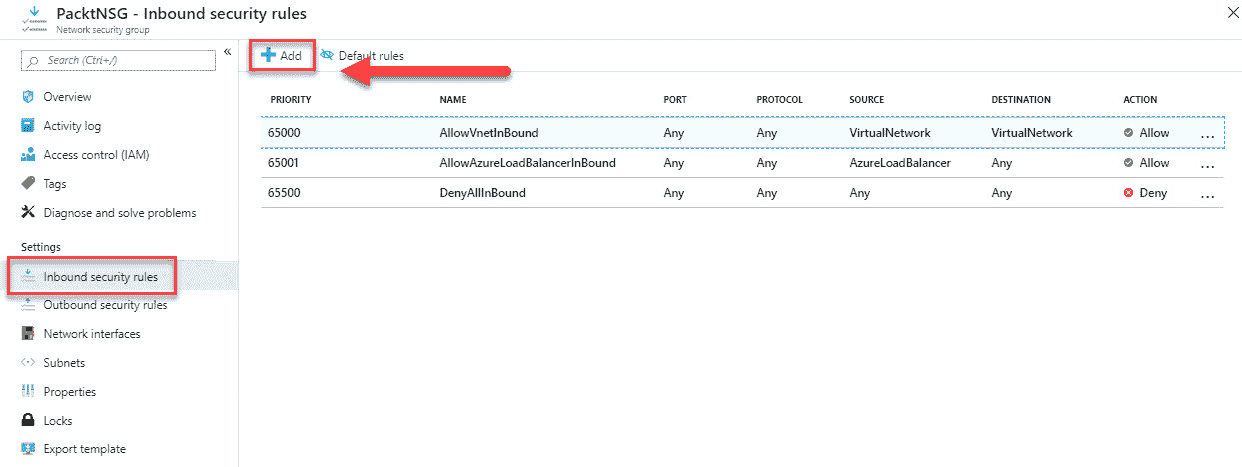 PacktNSG - Inbound security rules
Network security group
Search (Ctrl+/)
«
Overview
Activity log
Access control (IAM)
Tags
Diagnose and solve problems
Settings
Inbound security rules
Outbound security rules
Network interfaces
Subnets
Properties
Locks
Export template
Add Default rules
PRIORITY NAME PORT PROTOCOL SOURCE DESTINATION ACTION
65000 AllowVnetInBound Any Any VirtualNetwork VirtualNetwork Allow ...
65001 AllowAzureLoadBalancerInBound Any Any AzureLoadBalancer Any Allow ...
65500 DenyAllInBound Any Any Any Any Deny ...